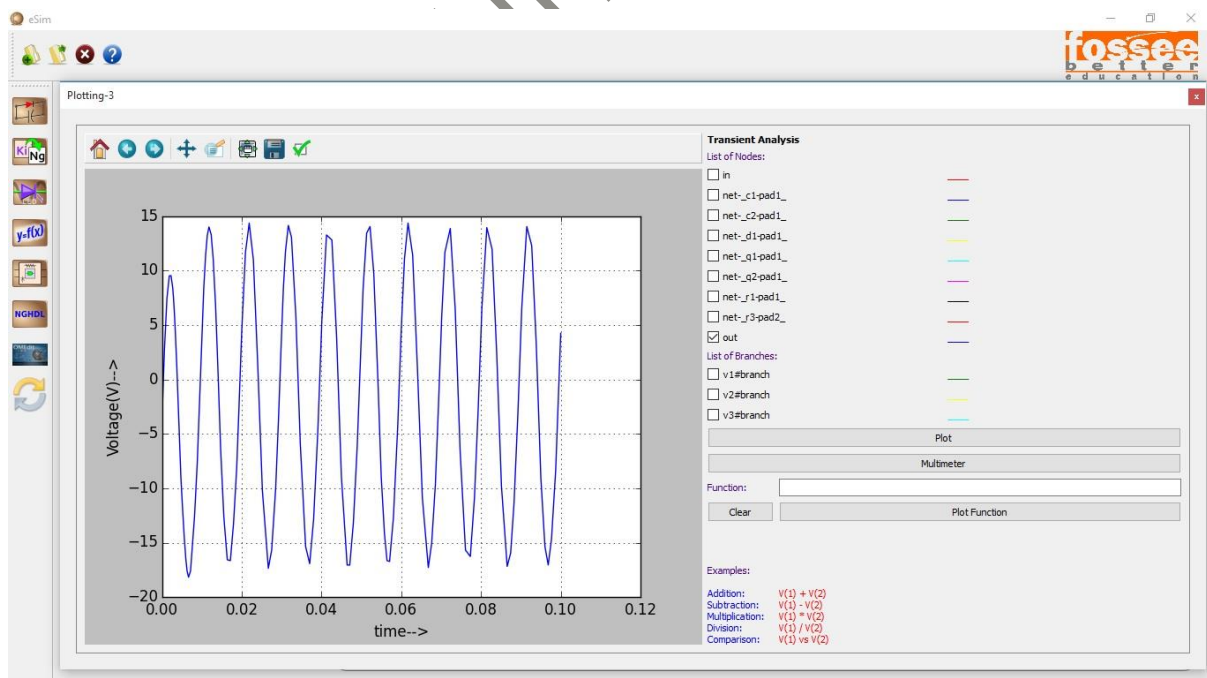 eSim
fossee
better
education
Plotting-3
x
Ki Ng
y=f(x)
NGHDL
Transient Analysis
List of Nodes:
in
net-_c1-pad1_
net-_c2-pad1_
net-_d1-pad1_
net-_q1-pad1_
net-_q2-pad1_
net-_r1-pad1_
net-_r3-pad2_
out
List of Branches:
v1#branch
v2#branch
v3#branch
Plot
Multimeter
Function:
Clear Plot Function
Examples:
Addition: V(1) + V(2)
Subtraction: V(1) - V(2)
Multiplication: V(1) * V(2)
Division: V(1) / V(2)
Comparison: V(1) vs V(2)
15
10
5
0
−5
−10
−15
−20
Voltage(V)-->
0.00 0.02 0.04 0.06 0.08 0.10 0.12
time-->